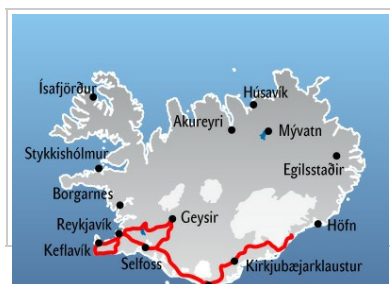 Ísafjörður
Húsavík
Akureyri
Mývatn
Stykkishólmur
Egilsstaðir
Borgarnes
Reykjavík
Geysir
Höfn
Keflavík
Selfoss
Kirkjubæjarklaustur